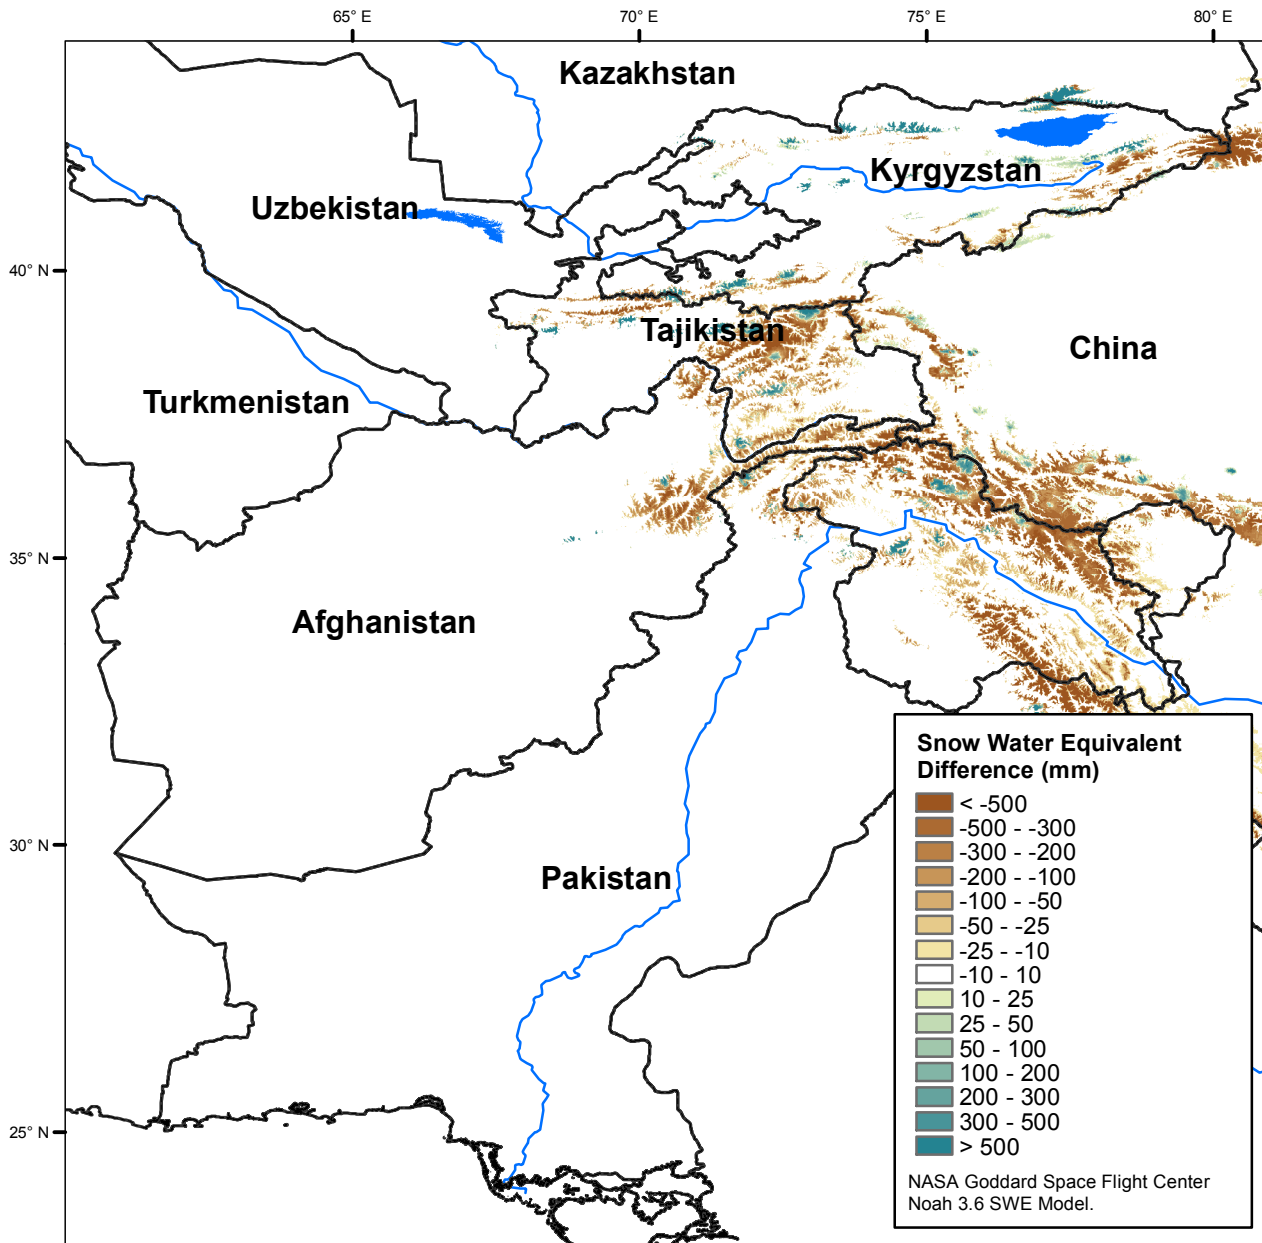 65° E
70° E
75° E
80° E
Kazakhstan
Kyrgyzstan
Uzbekistan
40° N
Tajikistan
China
Turkmenistan
35° N
Afghanistan
30° N
Pakistan
25° N
Snow Water Equivalent
Difference (mm)
< -500
-500 - -300
-300 - -200
-200 - -100
-100 - -50
-50 - -25
-25 - -10
-10 - 10
10 - 25
25 - 50
50 - 100
100 - 200
200 - 300
300 - 500
> 500
NASA Goddard Space Flight Center
Noah 3.6 SWE Model.